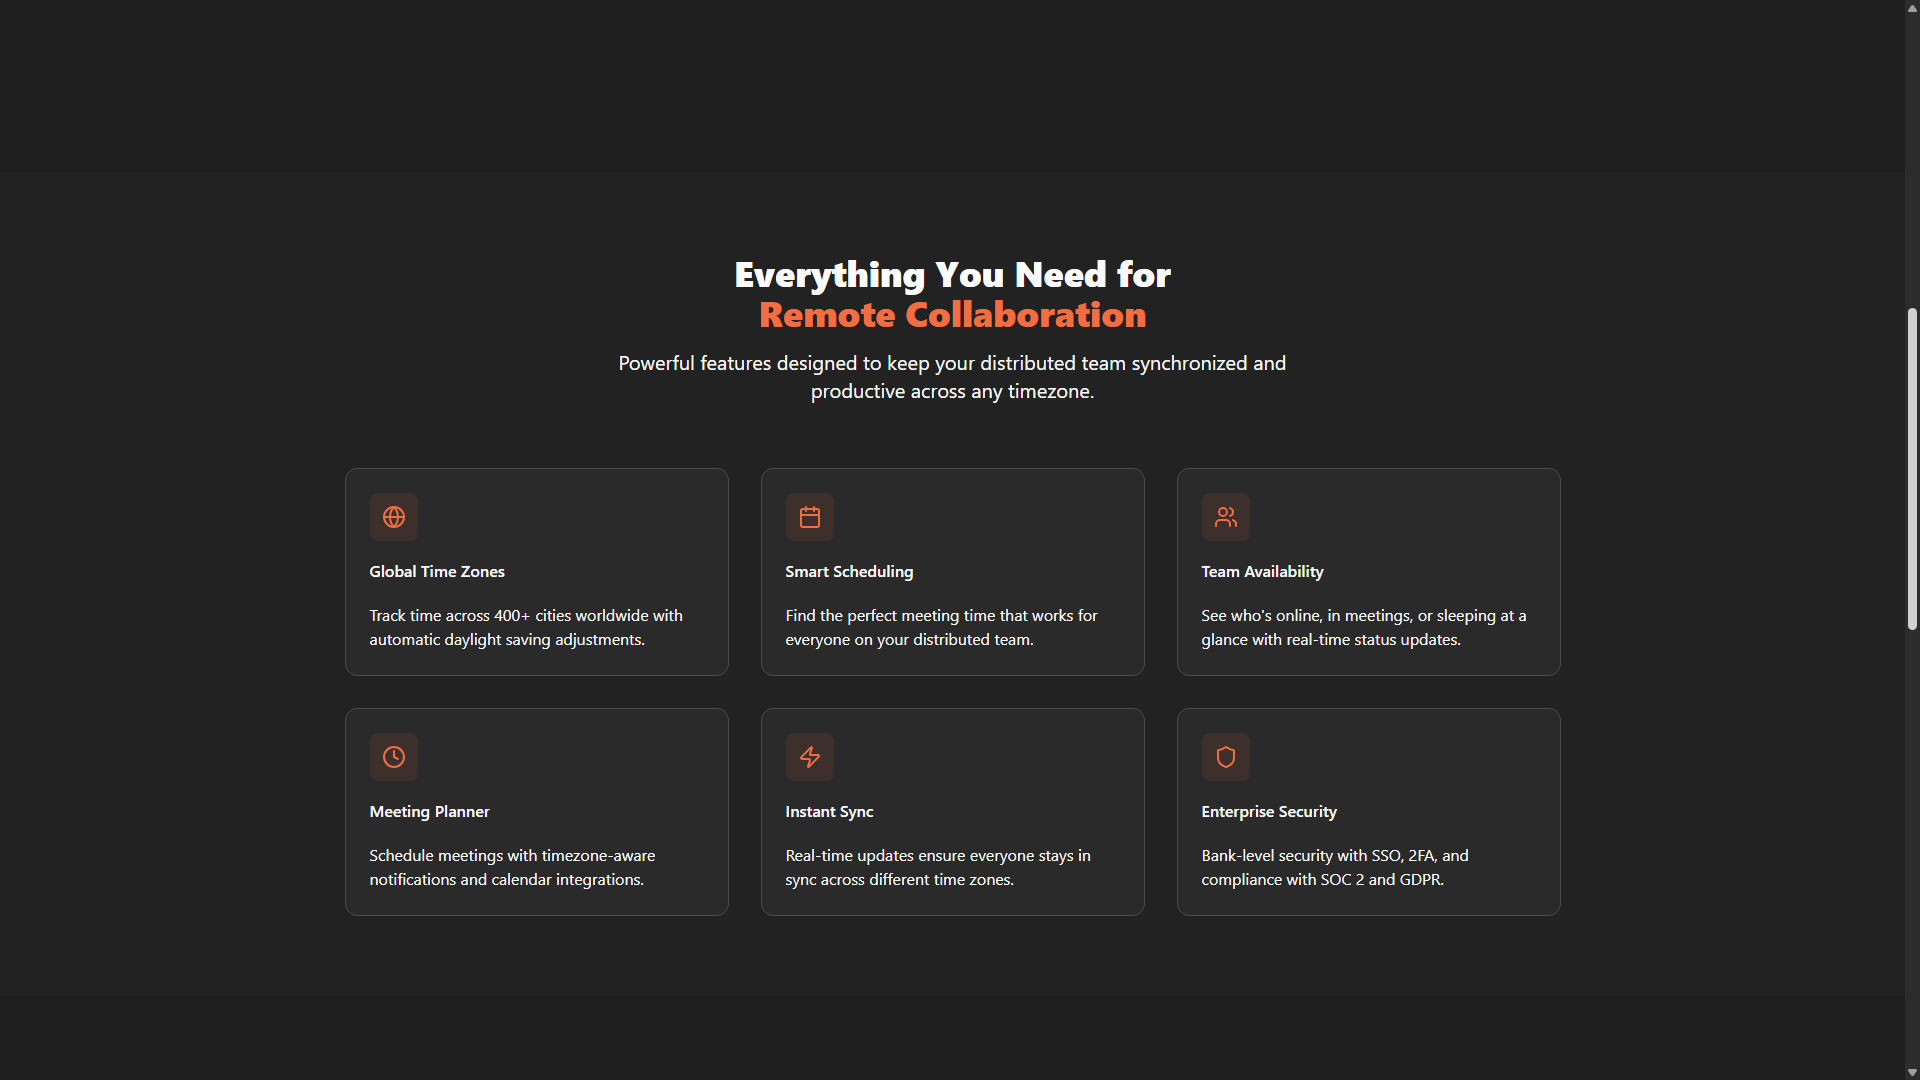 Everything You Need for
Remote Collaboration
Powerful features designed to keep your distributed team synchronized and
productive across any timezone.
Global Time Zones
Track time across 400+ cities worldwide with
automatic daylight saving adjustments.
Smart Scheduling
Find the perfect meeting time that works for
everyone on your distributed team.
Team Availability
See who's online, in meetings, or sleeping at a
glance with real-time status updates.
Meeting Planner
Schedule meetings with timezone-aware
notifications and calendar integrations.
Instant Sync
Real-time updates ensure everyone stays in
sync across different time zones.
Enterprise Security
Bank-level security with SSO, 2FA, and
compliance with SOC 2 and GDPR.